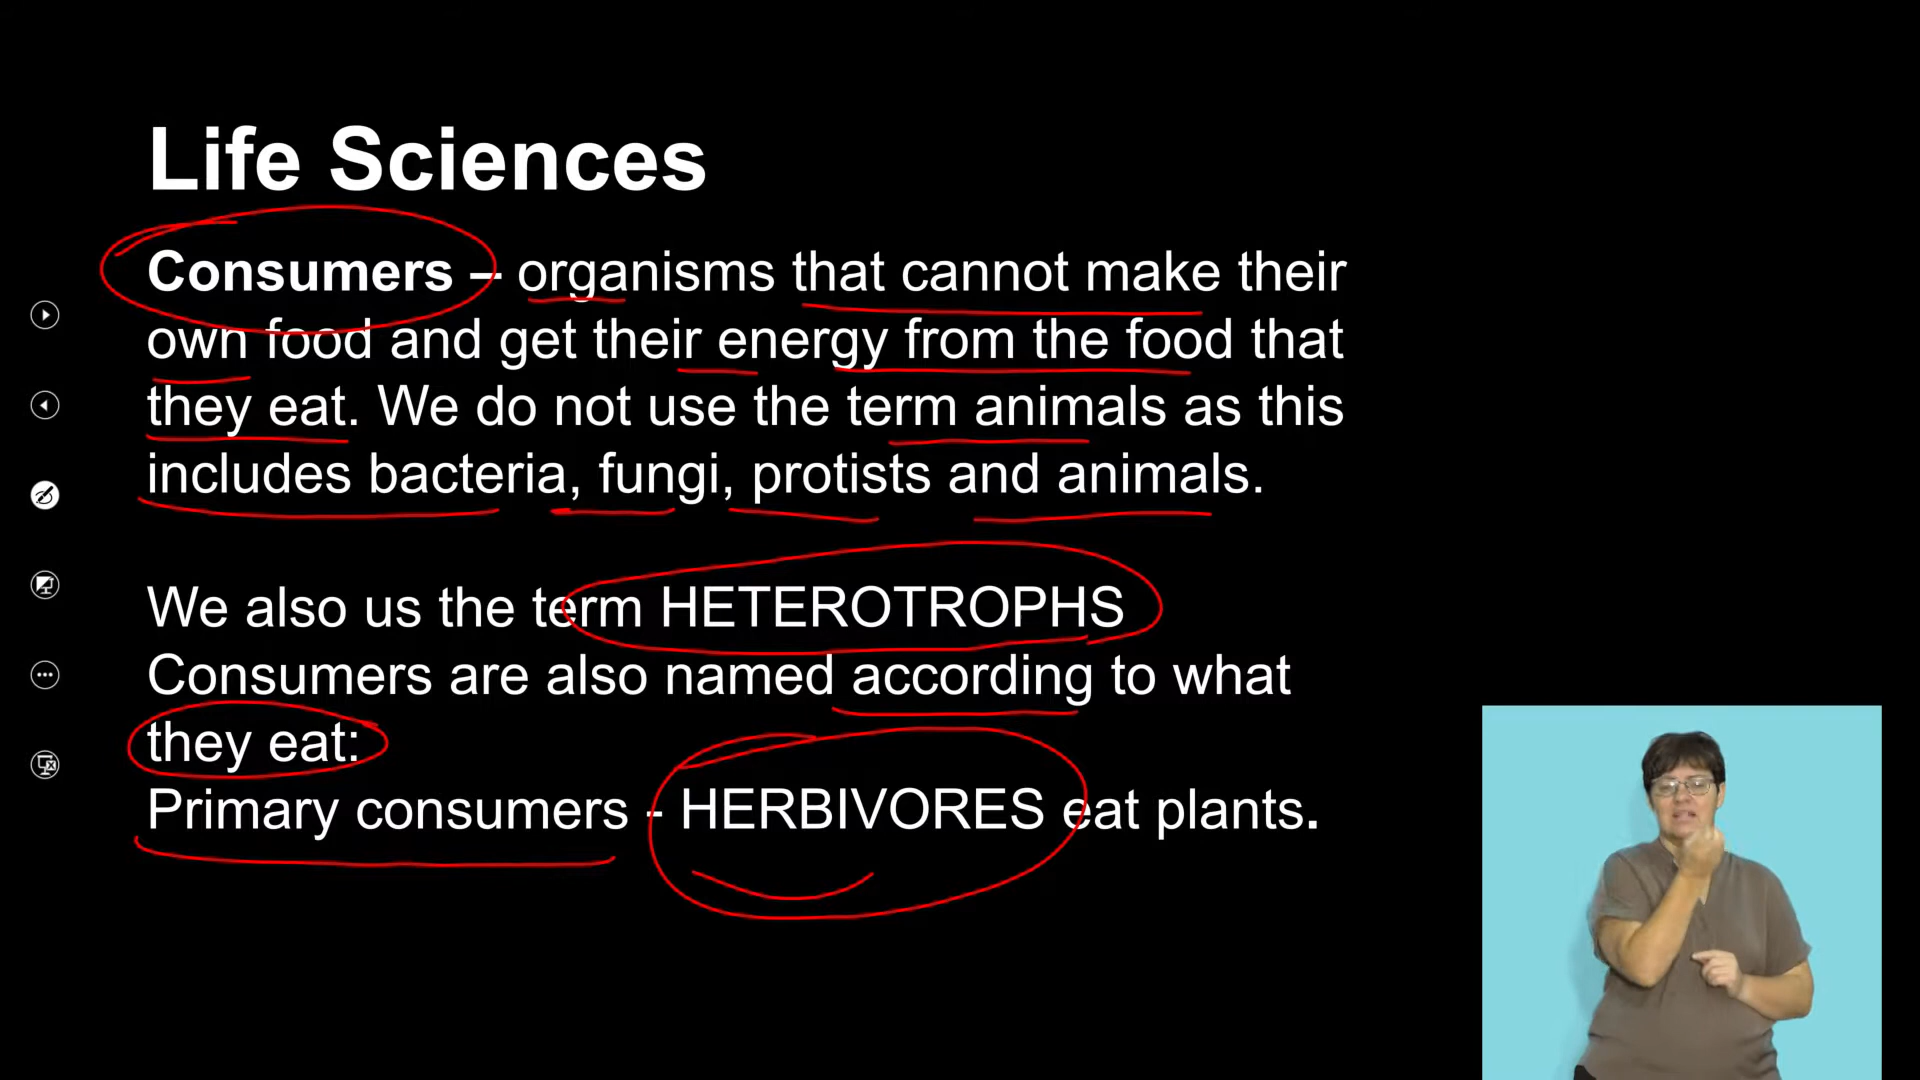 Life Sciences
Consumers – organisms that cannot make their
own food and get their energy from the food that
they eat. We do not use the term animals as this
includes bacteria, fungi, protists and animals.
We also us the term HETEROTROPHS
Consumers are also named according to what
they eat:
Primary consumers - HERBIVORES eat plants.